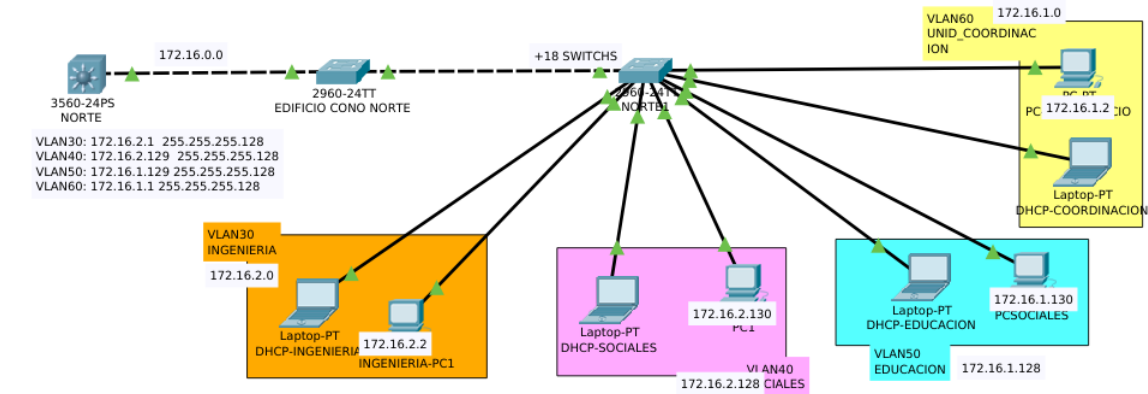 172.16.0.0
3560-24PS
NORTE
2960-24TT
EDIFICIO CONO NORTE
+18 SWITCHS
2960-24TT
NORTE1
VLAN60
UNID_COORDINAC
ION
172.16.1.0
PC-PT
172.16.1.2
Laptop-PT
DHCP-COORDINACION
VLAN30: 172.16.2.1 255.255.255.128
VLAN40: 172.16.2.129 255.255.255.128
VLAN50: 172.16.1.129 255.255.255.128
VLAN60: 172.16.1.1 255.255.255.128
VLAN30
INGENIERIA
172.16.2.0
Laptop-PT
DHCP-INGENIERIA
172.16.2.2
INGENIERIA-PC1
Laptop-PT
DHCP-SOCIALES
172.16.2.130
PC1
VLAN40
CIALES
172.16.2.128
Laptop-PT
DHCP-EDUCACION
172.16.1.130
PCSOCIALES
VLAN50
EDUCACION
172.16.1.128